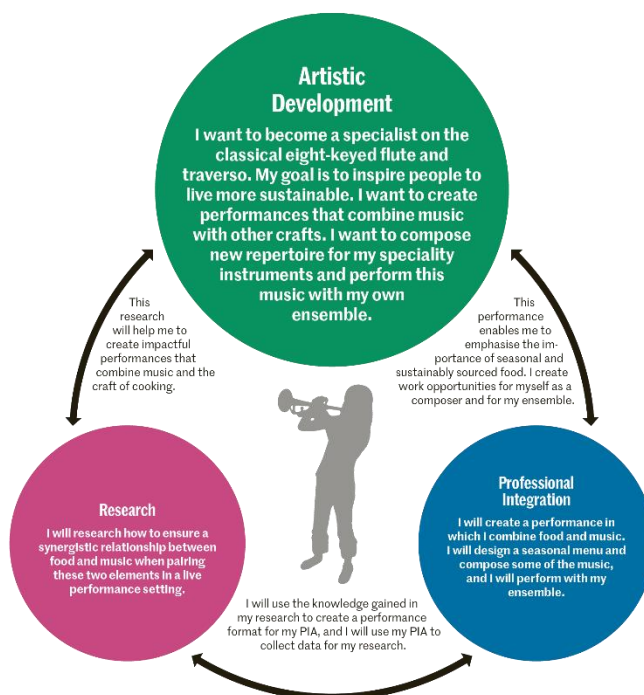 Artistic
Development
I want to become a specialist on the
classical eight-keyed flute and
traverso. My goal is to inspire people to
live more sustainable. I want to create
performances that combine music
with other crafts. I want to compose
new repertoire for my speciality
instruments and perform this
music with my own
ensemble.
This
research
will help me to
create impactful
performances that
combine music and the
craft of cooking.
This
performance
enables me to
emphasise the im-
portance of seasonal and
sustainably sourced food. I create
work opportunities for myself as a
composer and for my ensemble.
Research
I will research how to ensure a
synergistic relationship between
food and music when pairing
these two elements in a live
performance setting.
Professional
Integration
I will create a performance in
which I combine food and music.
I will design a seasonal menu and
compose some of the music,
and I will perform with my
ensemble.
I will use the knowledge gained in
my research to create a performance
format for my PIA, and I will use my PIA to
collect data for my research.